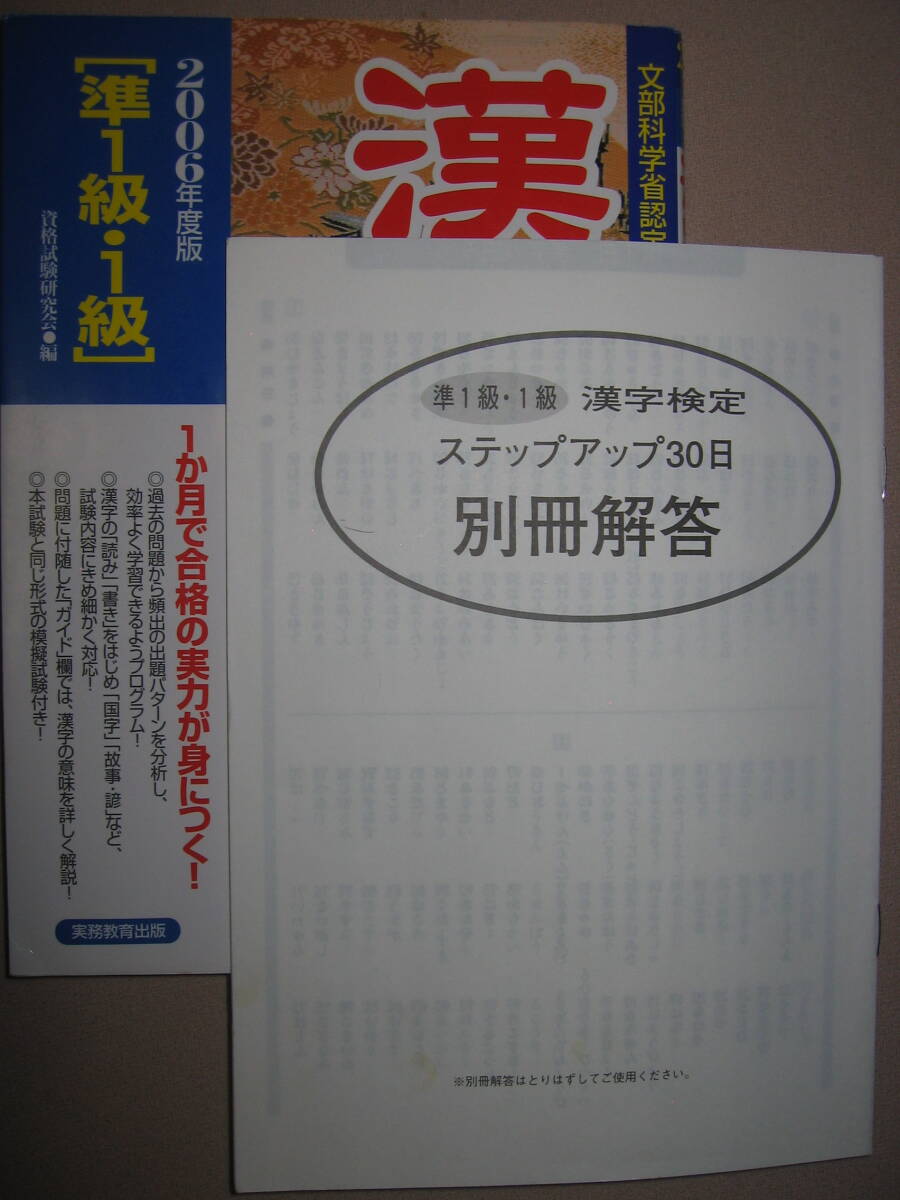 文部科学省認定
漢
2006年度版
[準1級・1級]
資格試験研究会●編
1か月で合格の実力が身につく!
◎過去の問題から頻出の出題パターンを分析し、
効率よく学習できるようプログラム!
◎漢字の「読み」「書き」をはじめ「国字」「故事・諺」など、
試験内容にきめ細かく対応!
◎問題に付随した「ガイド」欄では、漢字の意味を詳しく解説!
◎本試験と同じ形式の模擬試験付き!
実務教育出版
準1級・1級 漢字検定
ステップアップ30日
別冊解答
※別冊解答はとりはずしてご使用ください。